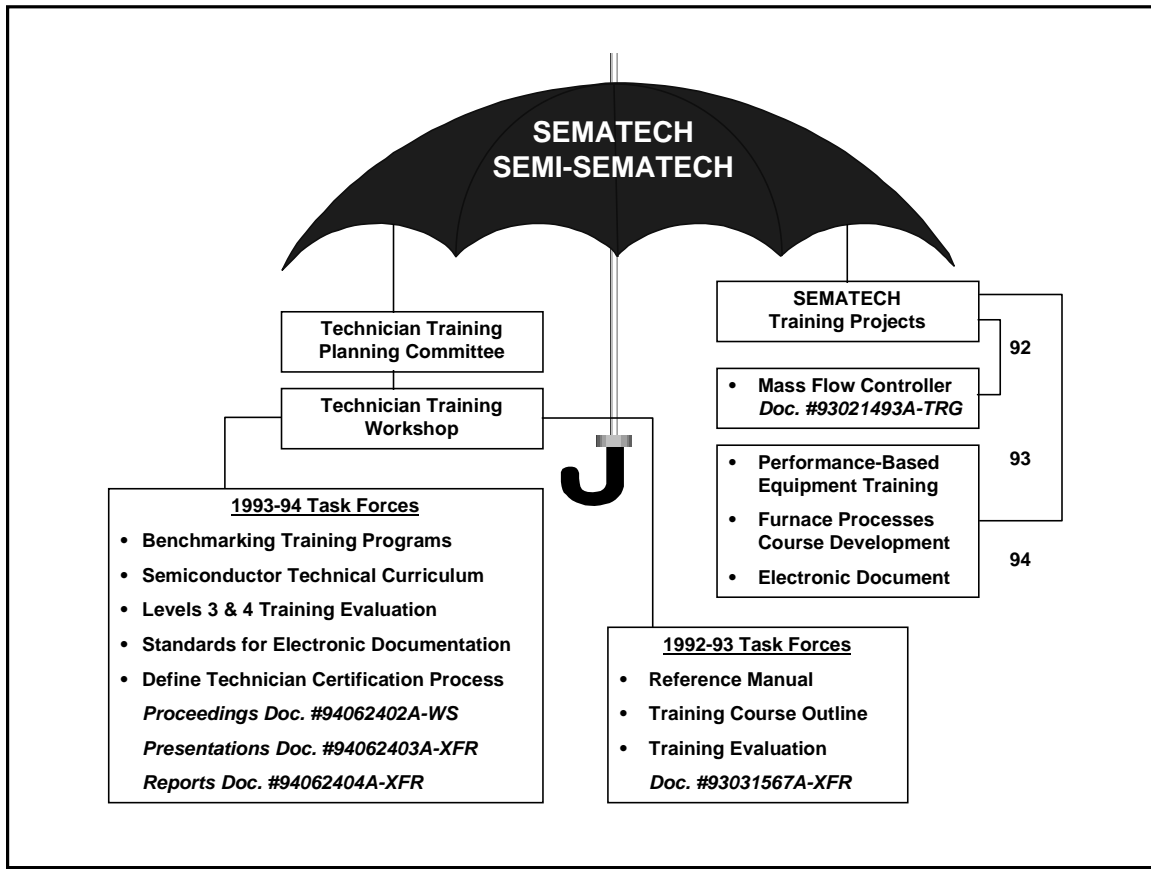 SEMATECH
SEMI-SEMATECH
Technician Training
Planning Committee
Technician Training
Workshop
1993-94 Task Forces
• Benchmarking Training Programs
• Semiconductor Technical Curriculum
• Levels 3 & 4 Training Evaluation
• Standards for Electronic Documentation
• Define Technician Certification Process
Proceedings Doc. #94062402A-WS
Presentations Doc. #94062403A-XFR
Reports Doc. #94062404A-XFR
1992-93 Task Forces
• Reference Manual
• Training Course Outline
• Training Evaluation
Doc. #93031567A-XFR
SEMATECH
Training Projects
92
• Mass Flow Controller
Doc. #93021493A-TRG
93
• Performance-Based
Equipment Training
• Furnace Processes
Course Development
• Electronic Document
94